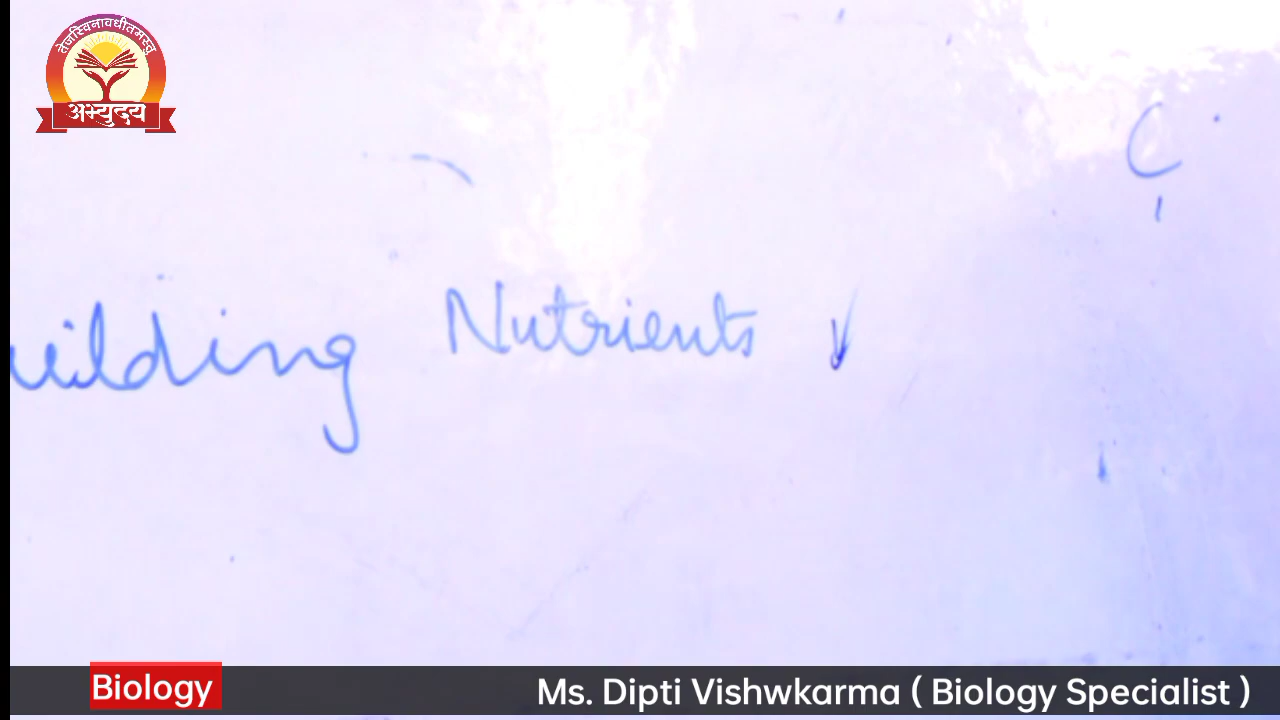 तेजस्विनावधीतमस्तु
अभ्युदय
uilding Nutrients
Biology
Ms. Dipti Vishwkarma ( Biology Specialist )